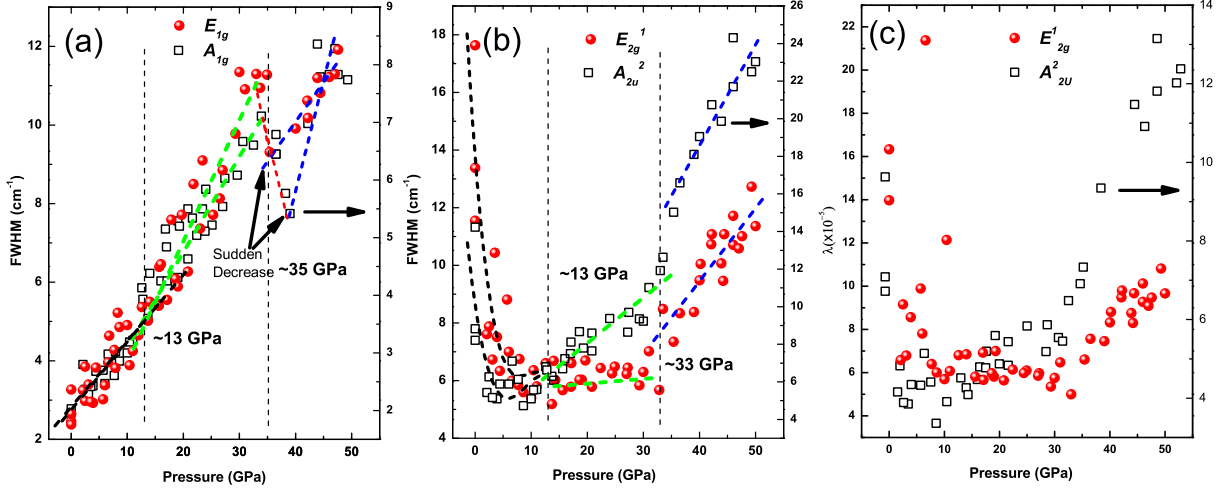 (a)
E1g
A1g
FWHM (cm-1)
12
10
8
6
4
2
9
8
7
6
5
4
3
2
Sudden
Decrease
~35 GPa
~13 GPa
0 10 20 30 40 50
Pressure (GPa)
(b)
E2g1
A2u2
FWHM (cm-1)
18
16
14
12
10
8
6
4
26
24
22
20
18
16
14
12
10
8
6
4
~13 GPa
~33 GPa
0 10 20 30 40 50
Pressure (GPa)
(c)
E12g
A22U
λ(x10-5)
22
20
18
16
14
12
10
8
6
4
14
12
10
8
6
4
0 10 20 30 40 50
Pressure (GPa)